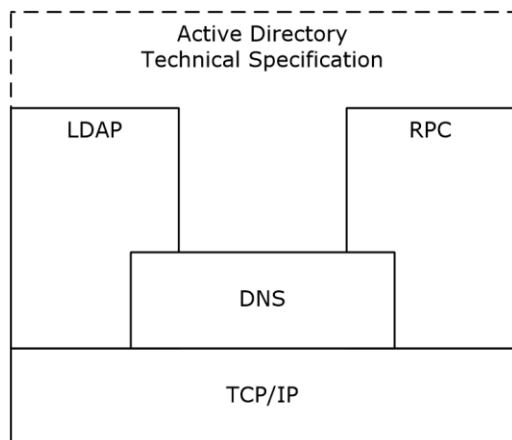 Active Directory
Technical Specification
LDAP
RPC
DNS
TCP/IP